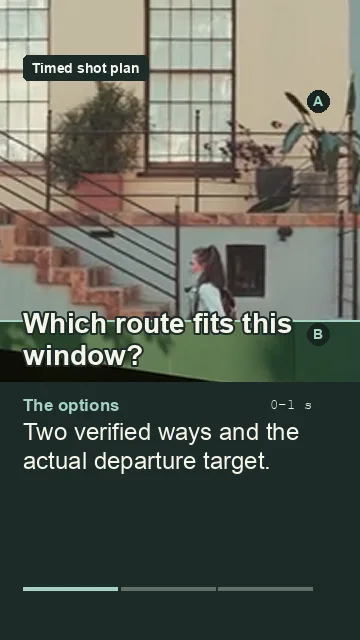 Timed shot plan
A
Which route fits this
window?
B
The options
0–1 s
Two verified ways and the
actual departure target.